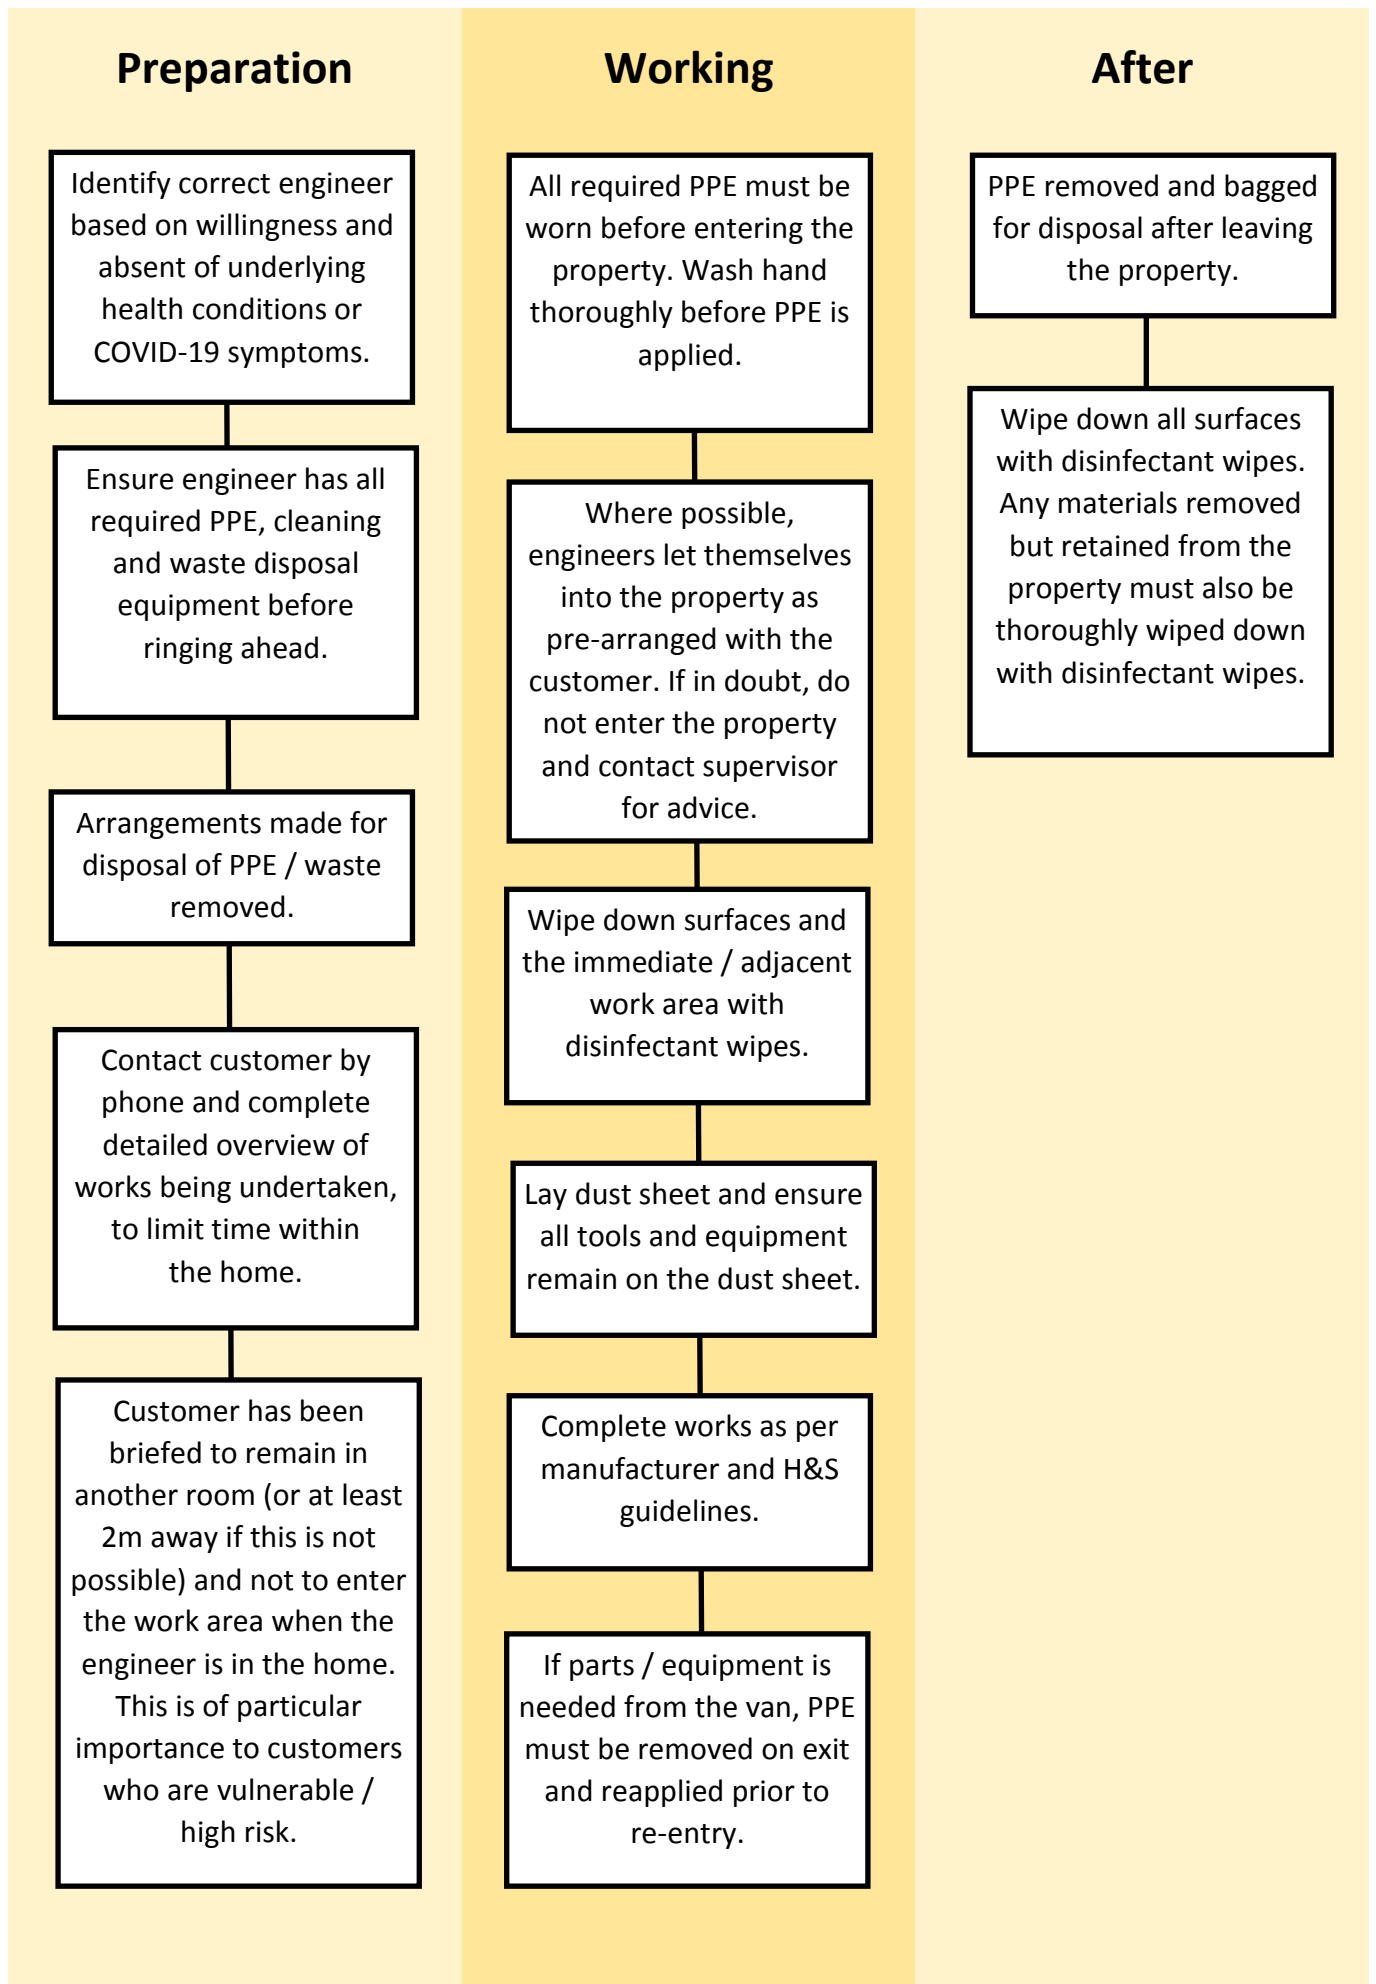 Preparation
Identify correct engineer
based on willingness and
absent of underlying
health conditions or
COVID-19 symptoms.
Ensure engineer has all
required PPE, cleaning
and waste disposal
equipment before
ringing ahead.
Arrangements made for
disposal of PPE / waste
removed.
Contact customer by
phone and complete
detailed overview of
works being undertaken,
to limit time within
the home.
Customer has been
briefed to remain in
another room (or at least
2m away if this is not
possible) and not to enter
the work area when the
engineer is in the home.
This is of particular
importance to customers
who are vulnerable /
high risk.
Working
All required PPE must be
worn before entering the
property. Wash hand
thoroughly before PPE is
applied.
Where possible,
engineers let themselves
into the property as
pre-arranged with the
customer. If in doubt, do
not enter the property
and contact supervisor
for advice.
Wipe down surfaces and
the immediate / adjacent
work area with
disinfectant wipes.
Lay dust sheet and ensure
all tools and equipment
remain on the dust sheet.
Complete works as per
manufacturer and H&S
guidelines.
If parts / equipment is
needed from the van, PPE
must be removed on exit
and reapplied prior to
re-entry.
After
PPE removed and bagged
for disposal after leaving
the property.
Wipe down all surfaces
with disinfectant wipes.
Any materials removed
but retained from the
property must also be
thoroughly wiped down
with disinfectant wipes.